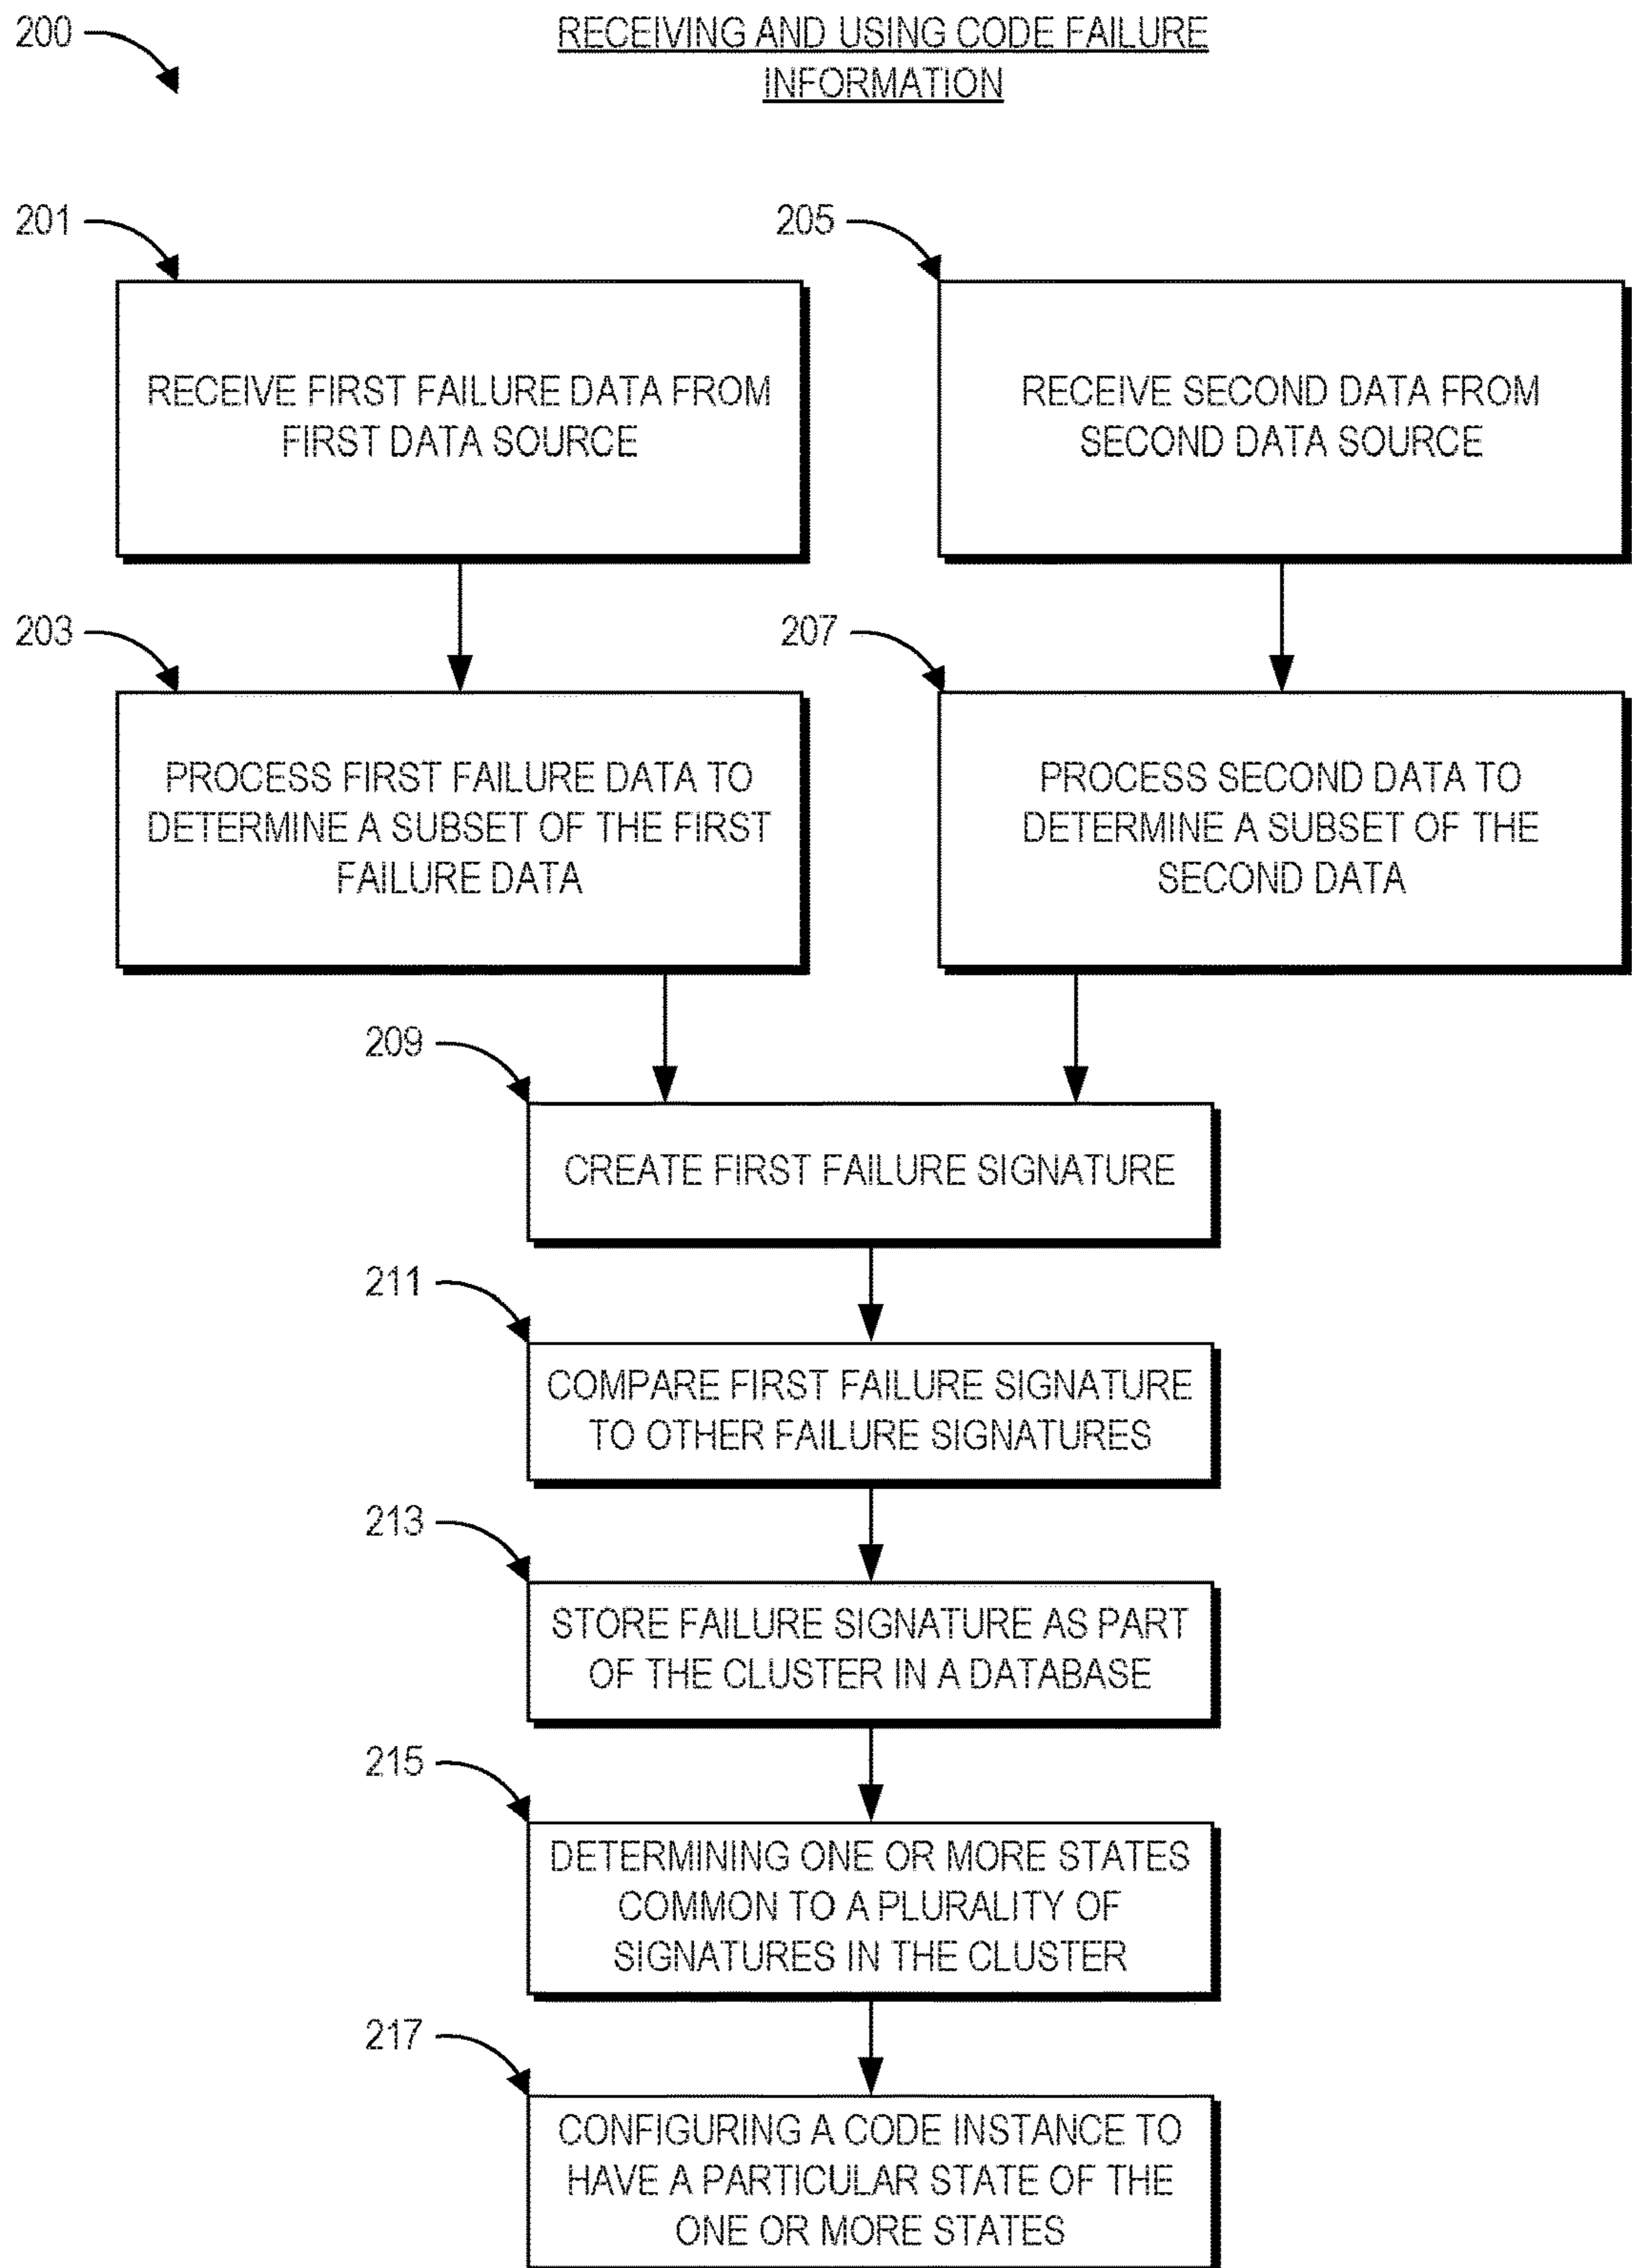 200
RECEIVING AND USING CODE FAILURE
INFORMATION
201
RECEIVE FIRST FAILURE DATA FROM
FIRST DATA SOURCE
205
RECEIVE SECOND DATA FROM
SECOND DATA SOURCE
203
PROCESS FIRST FAILURE DATA TO
DETERMINE A SUBSET OF THE FIRST
FAILURE DATA
207
PROCESS SECOND DATA TO
DETERMINE A SUBSET OF THE
SECOND DATA
209
CREATE FIRST FAILURE SIGNATURE
211
COMPARE FIRST FAILURE SIGNATURE
TO OTHER FAILURE SIGNATURES
213
STORE FAILURE SIGNATURE AS PART
OF THE CLUSTER IN A DATABASE
215
DETERMINING ONE OR MORE STATES
COMMON TO A PLURALITY OF
SIGNATURES IN THE CLUSTER
217
CONFIGURING A CODE INSTANCE TO
HAVE A PARTICULAR STATE OF THE
ONE OR MORE STATES